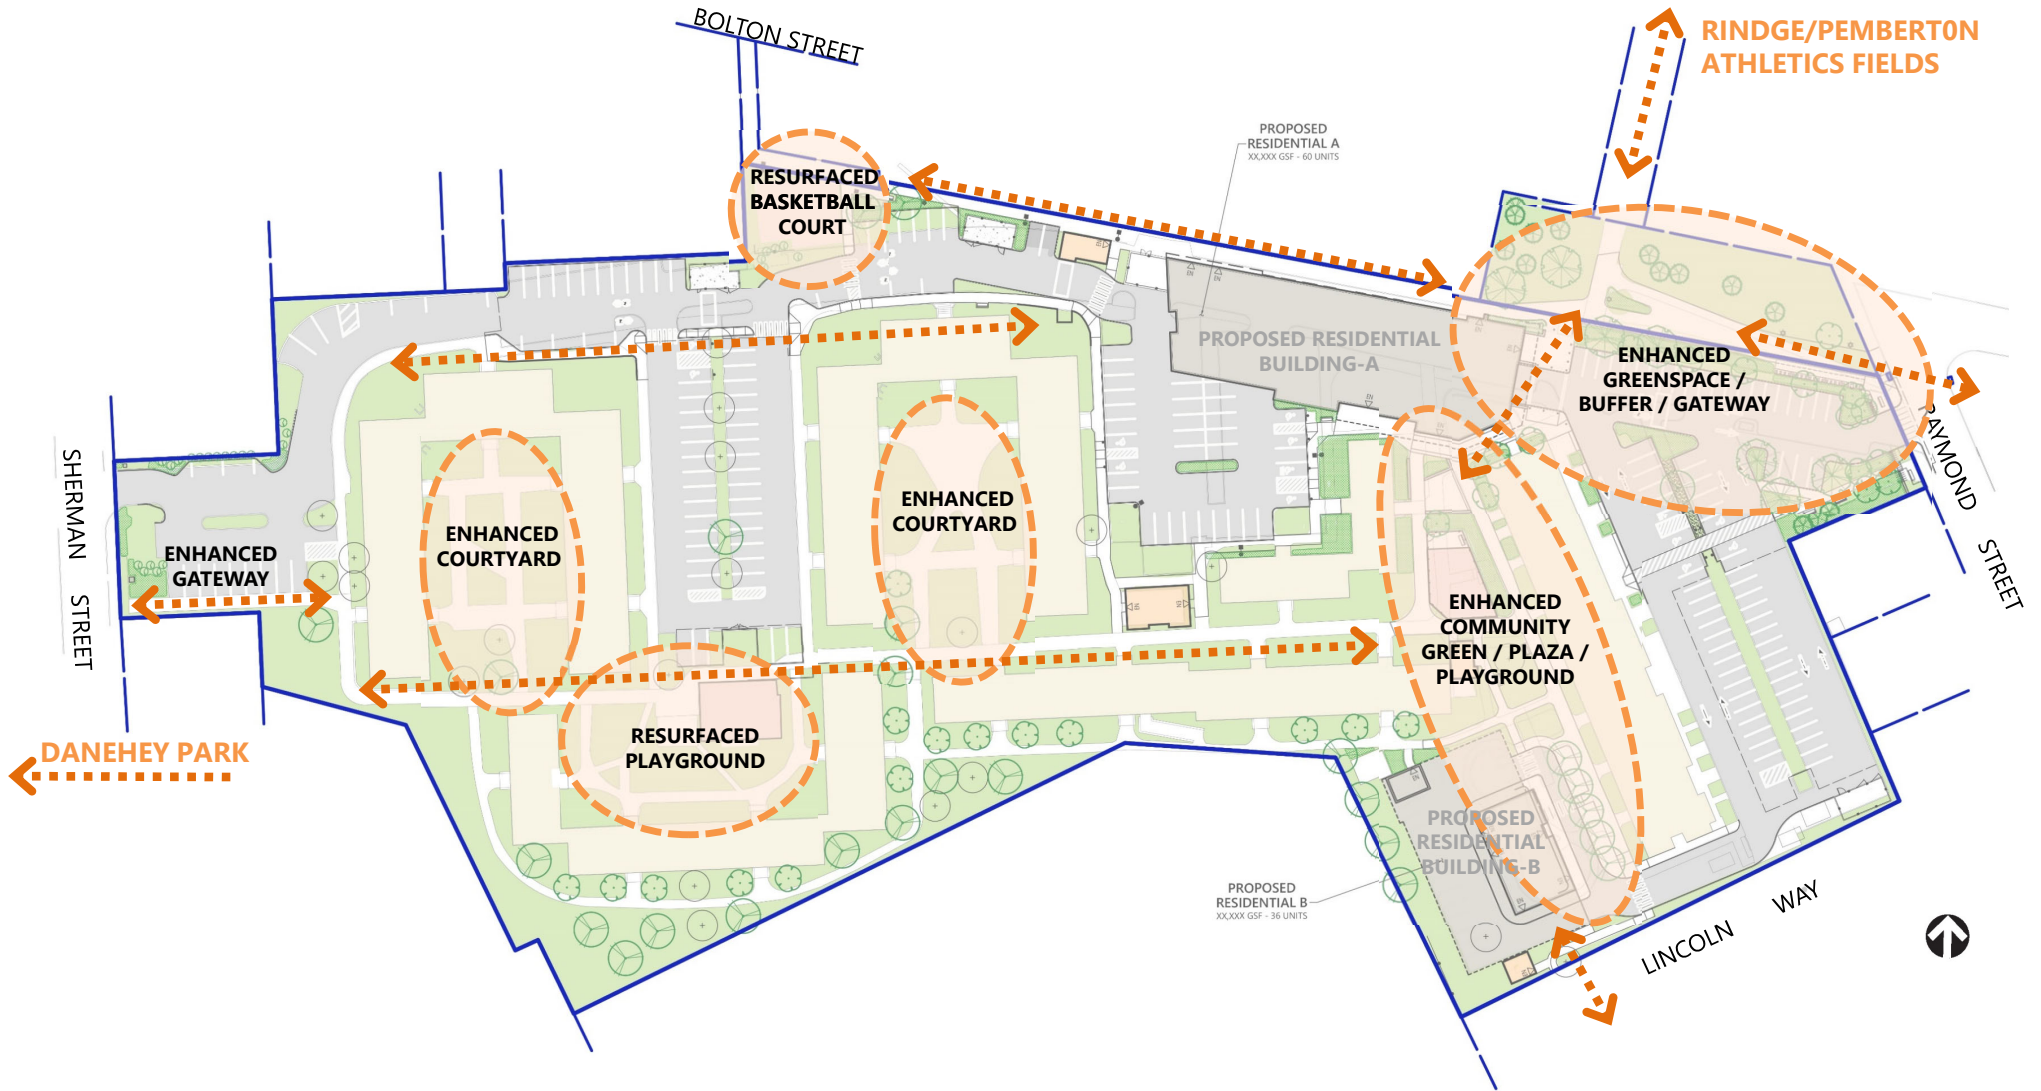 BOLTON STREET
RINDGE/PEMBERT0N
ATHLETICS FIELDS
PROPOSED
RESIDENTIAL A
XX,XXX GSF - 60 UNITS
RESURFACED
BASKETBALL
COURT
PROPOSED RESIDENTIAL
BUILDING-A
ENHANCED
GREENSPACE /
BUFFER / GATEWAY
RAYMOND STREET
SHERMAN STREET
ENHANCED
GATEWAY
ENHANCED
COURTYARD
ENHANCED
COURTYARD
ENHANCED
COMMUNITY
GREEN / PLAZA /
PLAYGROUND
DANEHEY PARK
RESURFACED
PLAYGROUND
PROPOSED
RESIDENTIAL
BUILDING-B
PROPOSED
RESIDENTIAL B
XX,XXX GSF - 36 UNITS
LINCOLN WAY